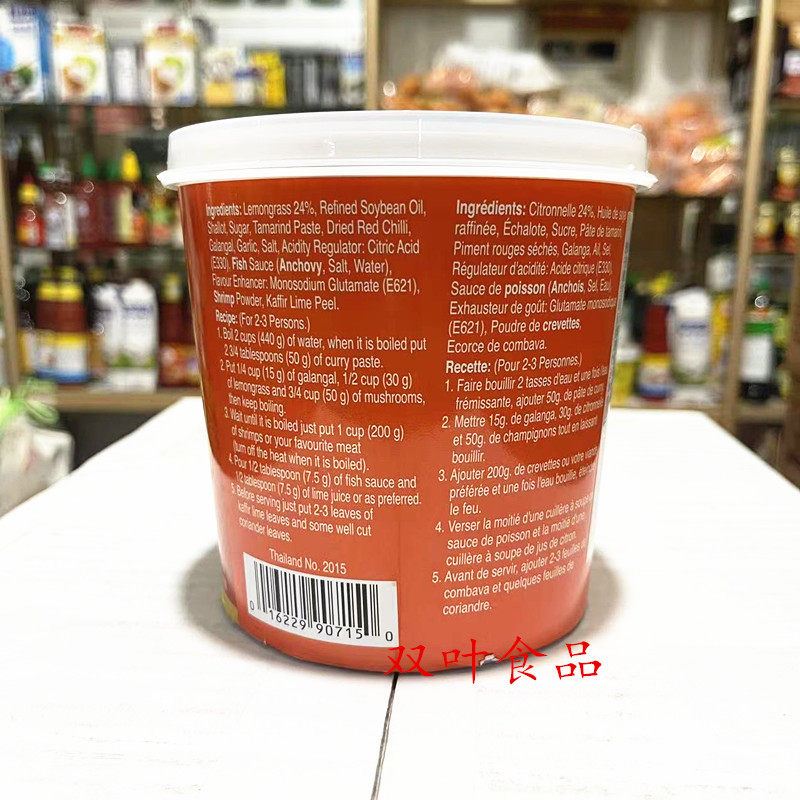 Ingredients: Lemongrass 24%, Refined Soybean Oil,
Shallot, Sugar, Tamarind Paste, Dried Red Chilli,
Galangal, Garlic, Salt, Acidity Regulator: Citric Acid
(E330), Fish Sauce (Anchovy, Salt, Water),
Flavour Enhancer: Monosodium Glutamate (E621),
Shrimp Powder, Kaffir Lime Peel.
Recipe: (For 2-3 Persons.)
1. Boil 2 cups (440 g) of water, when it is boiled put
2 3/4 tablespoons (50 g) of curry paste.
2. Put 1/4 cup (15 g) of galangal, 1/2 cup (30 g)
of lemongrass and 3/4 cup (50 g) of mushrooms,
then keep boiling.
3. Wait until it is boiled just put 1 cup (200 g)
of shrimps or your favourite meat
(turn off the heat when it is boiled).
4. Pour 1/2 tablespoon (7.5 g) of fish sauce and
1/2 tablespoon (7.5 g) of lime juice or as preferred.
5. Before serving just put 2-3 leaves of
kaffir lime leaves and some well cut
coriander leaves.
Thailand No. 2015
0 16229 90715 0
Ingrédients: Citronnelle 24%, Huile de soya
raffinée, Échalote, Sucre, Pâte de tamarin,
Piment rouges séchés, Galanga, Ail, Sel,
Régulateur d'acidité: Acide citrique (E330),
Sauce de poisson (Anchois, Sel, Eau),
Exhausteur de goût: Glutamate monosodique
(E621), Poudre de crevettes,
Ecorce de combava.
Recette: (Pour 2-3 Personnes.)
1. Faire bouillir 2 tasses d'eau et une fois l'eau
frémissante, ajouter 50g. de pâte de curry
2. Mettre 15g. de galanga, 30g. de citronnelle
et 50g. de champignons tout en laissant
bouillir.
3. Ajouter 200g. de crevettes ou votre viande
préférée et une fois l'eau bouille,
le feu.
4. Verser la moitié d'une cuillère à soupe de
sauce de poisson et la moitié d'une
cuillère à soupe de jus de citron.
5. Avant de servir, ajouter 2-3 feuilles de
combava et quelques feuilles de
coriandre.
双叶食品